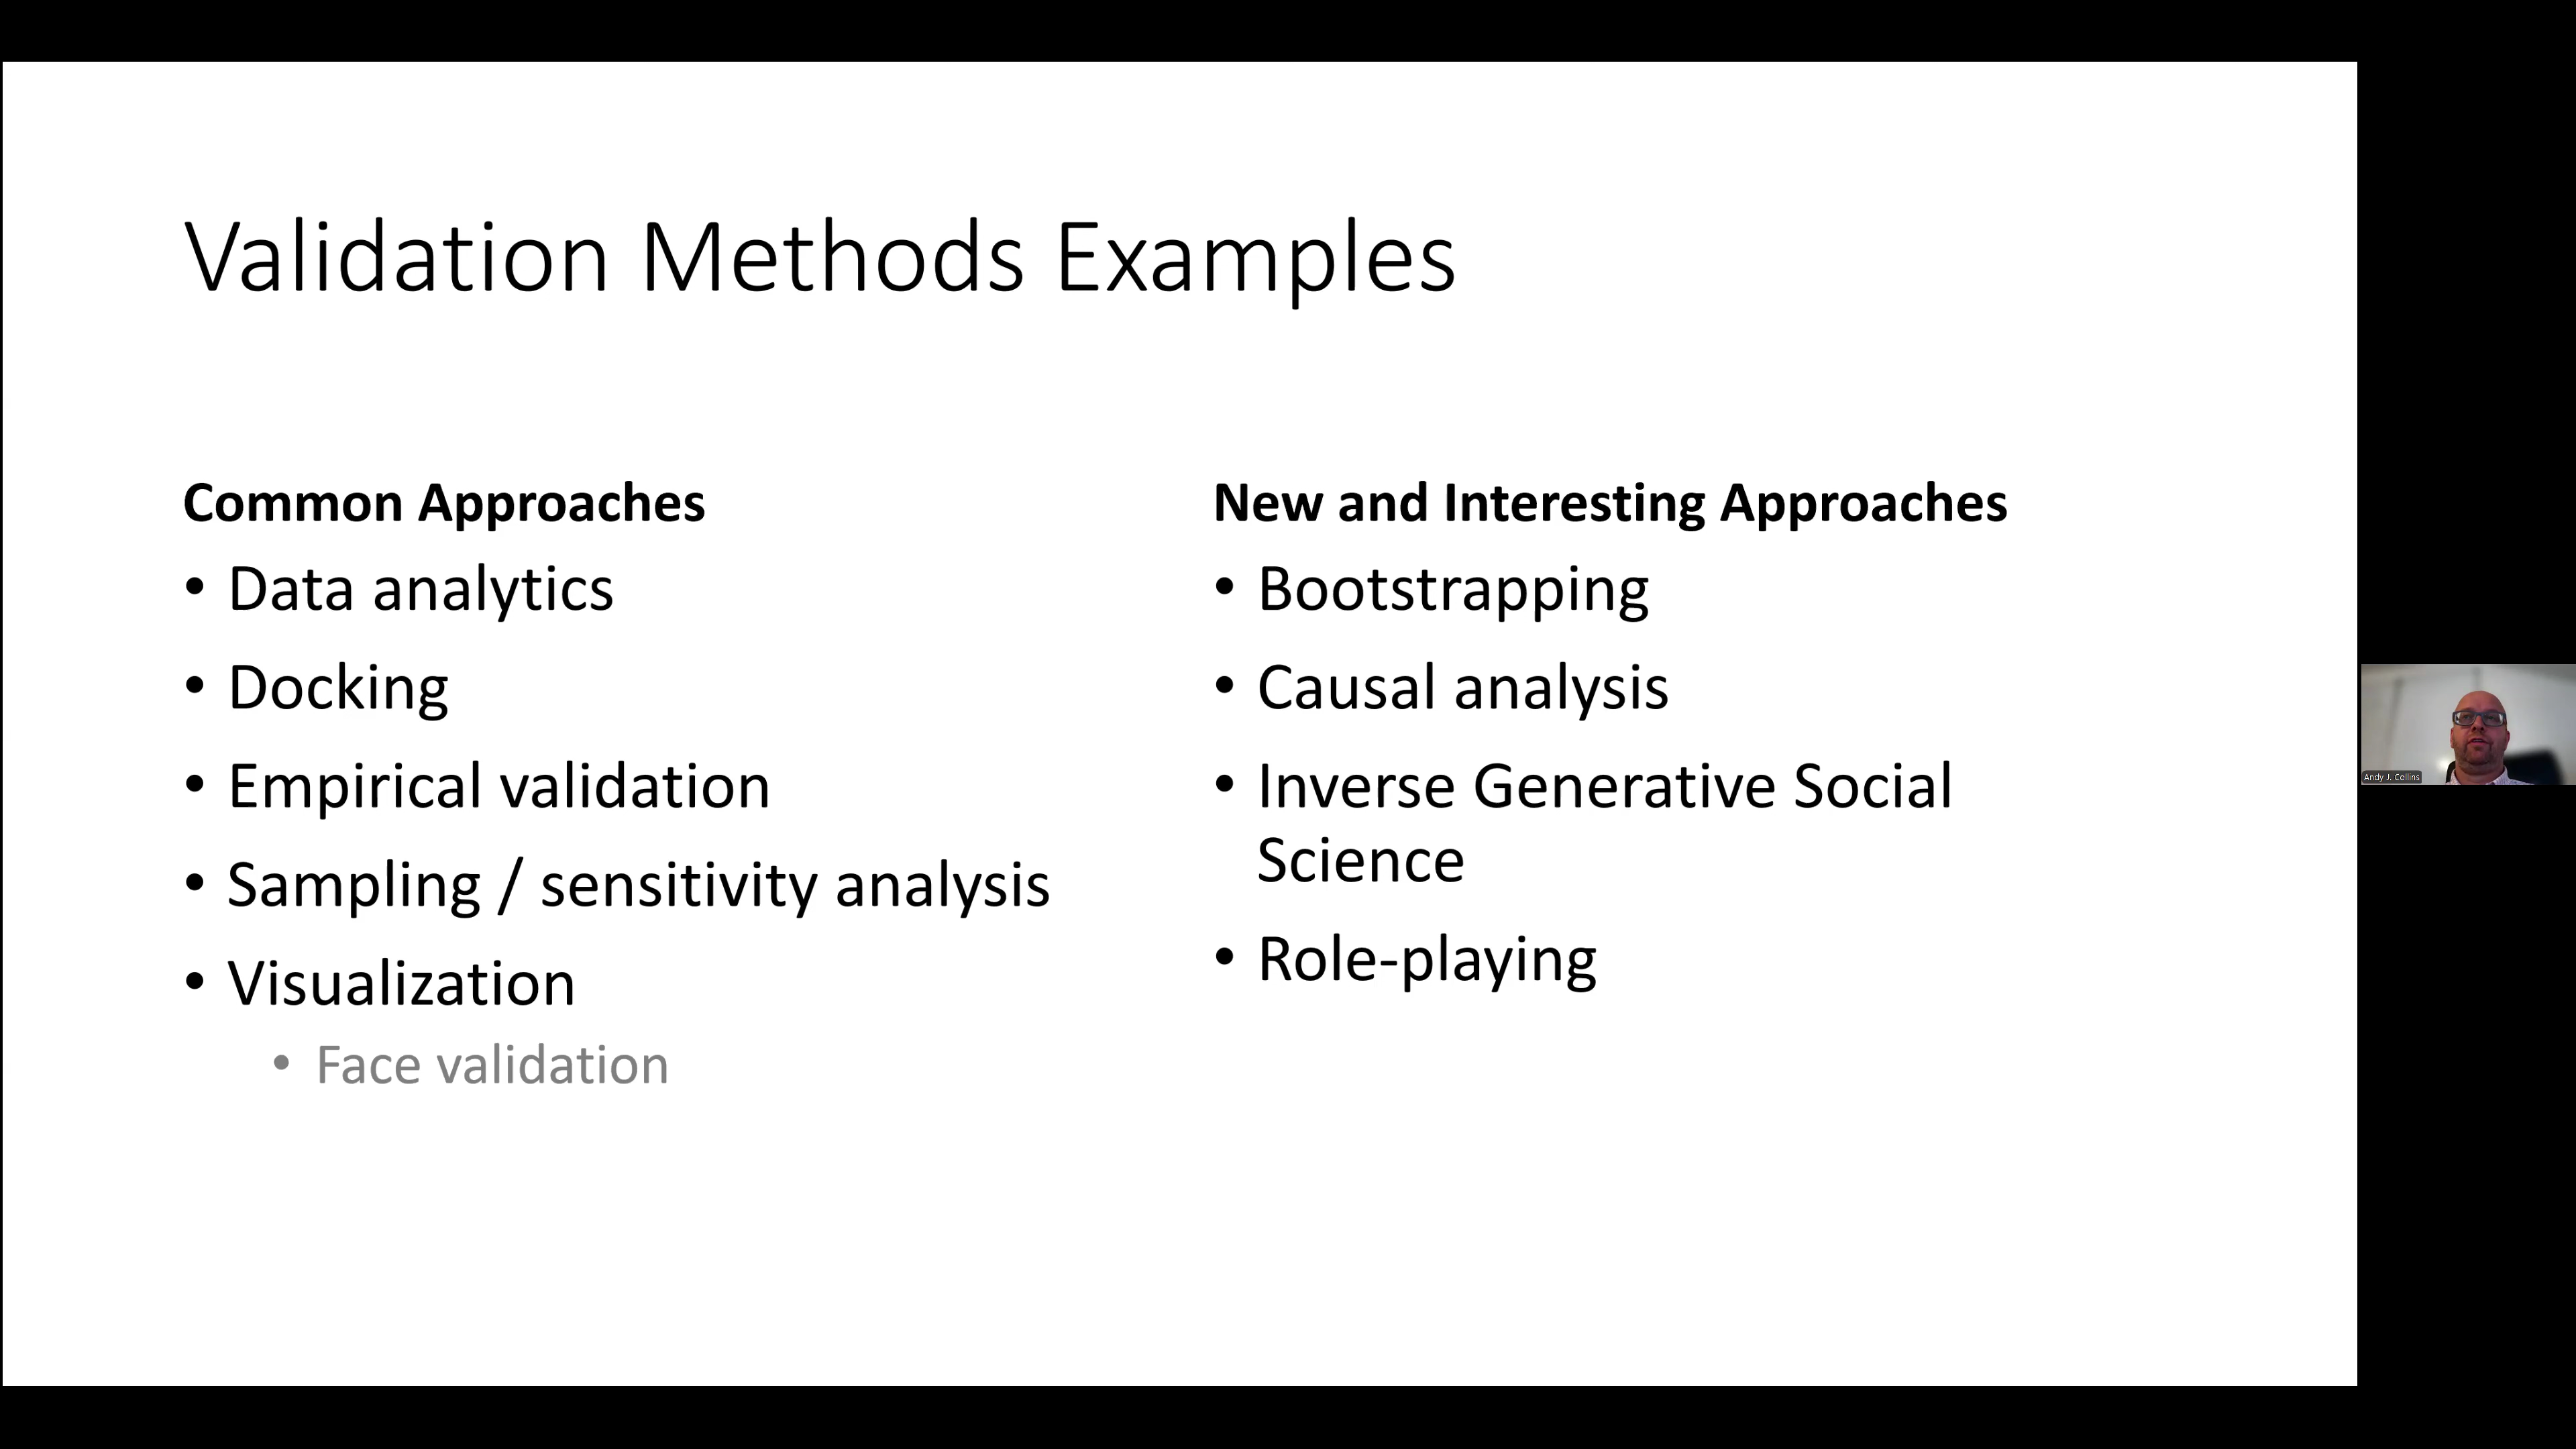 Validation Methods Examples
Common Approaches
• Data analytics
• Docking
• Empirical validation
• Sampling / sensitivity analysis
• Visualization
• Face validation
New and Interesting Approaches
• Bootstrapping
• Causal analysis
• Inverse Generative Social
Science
• Role-playing
Andy J. Collins